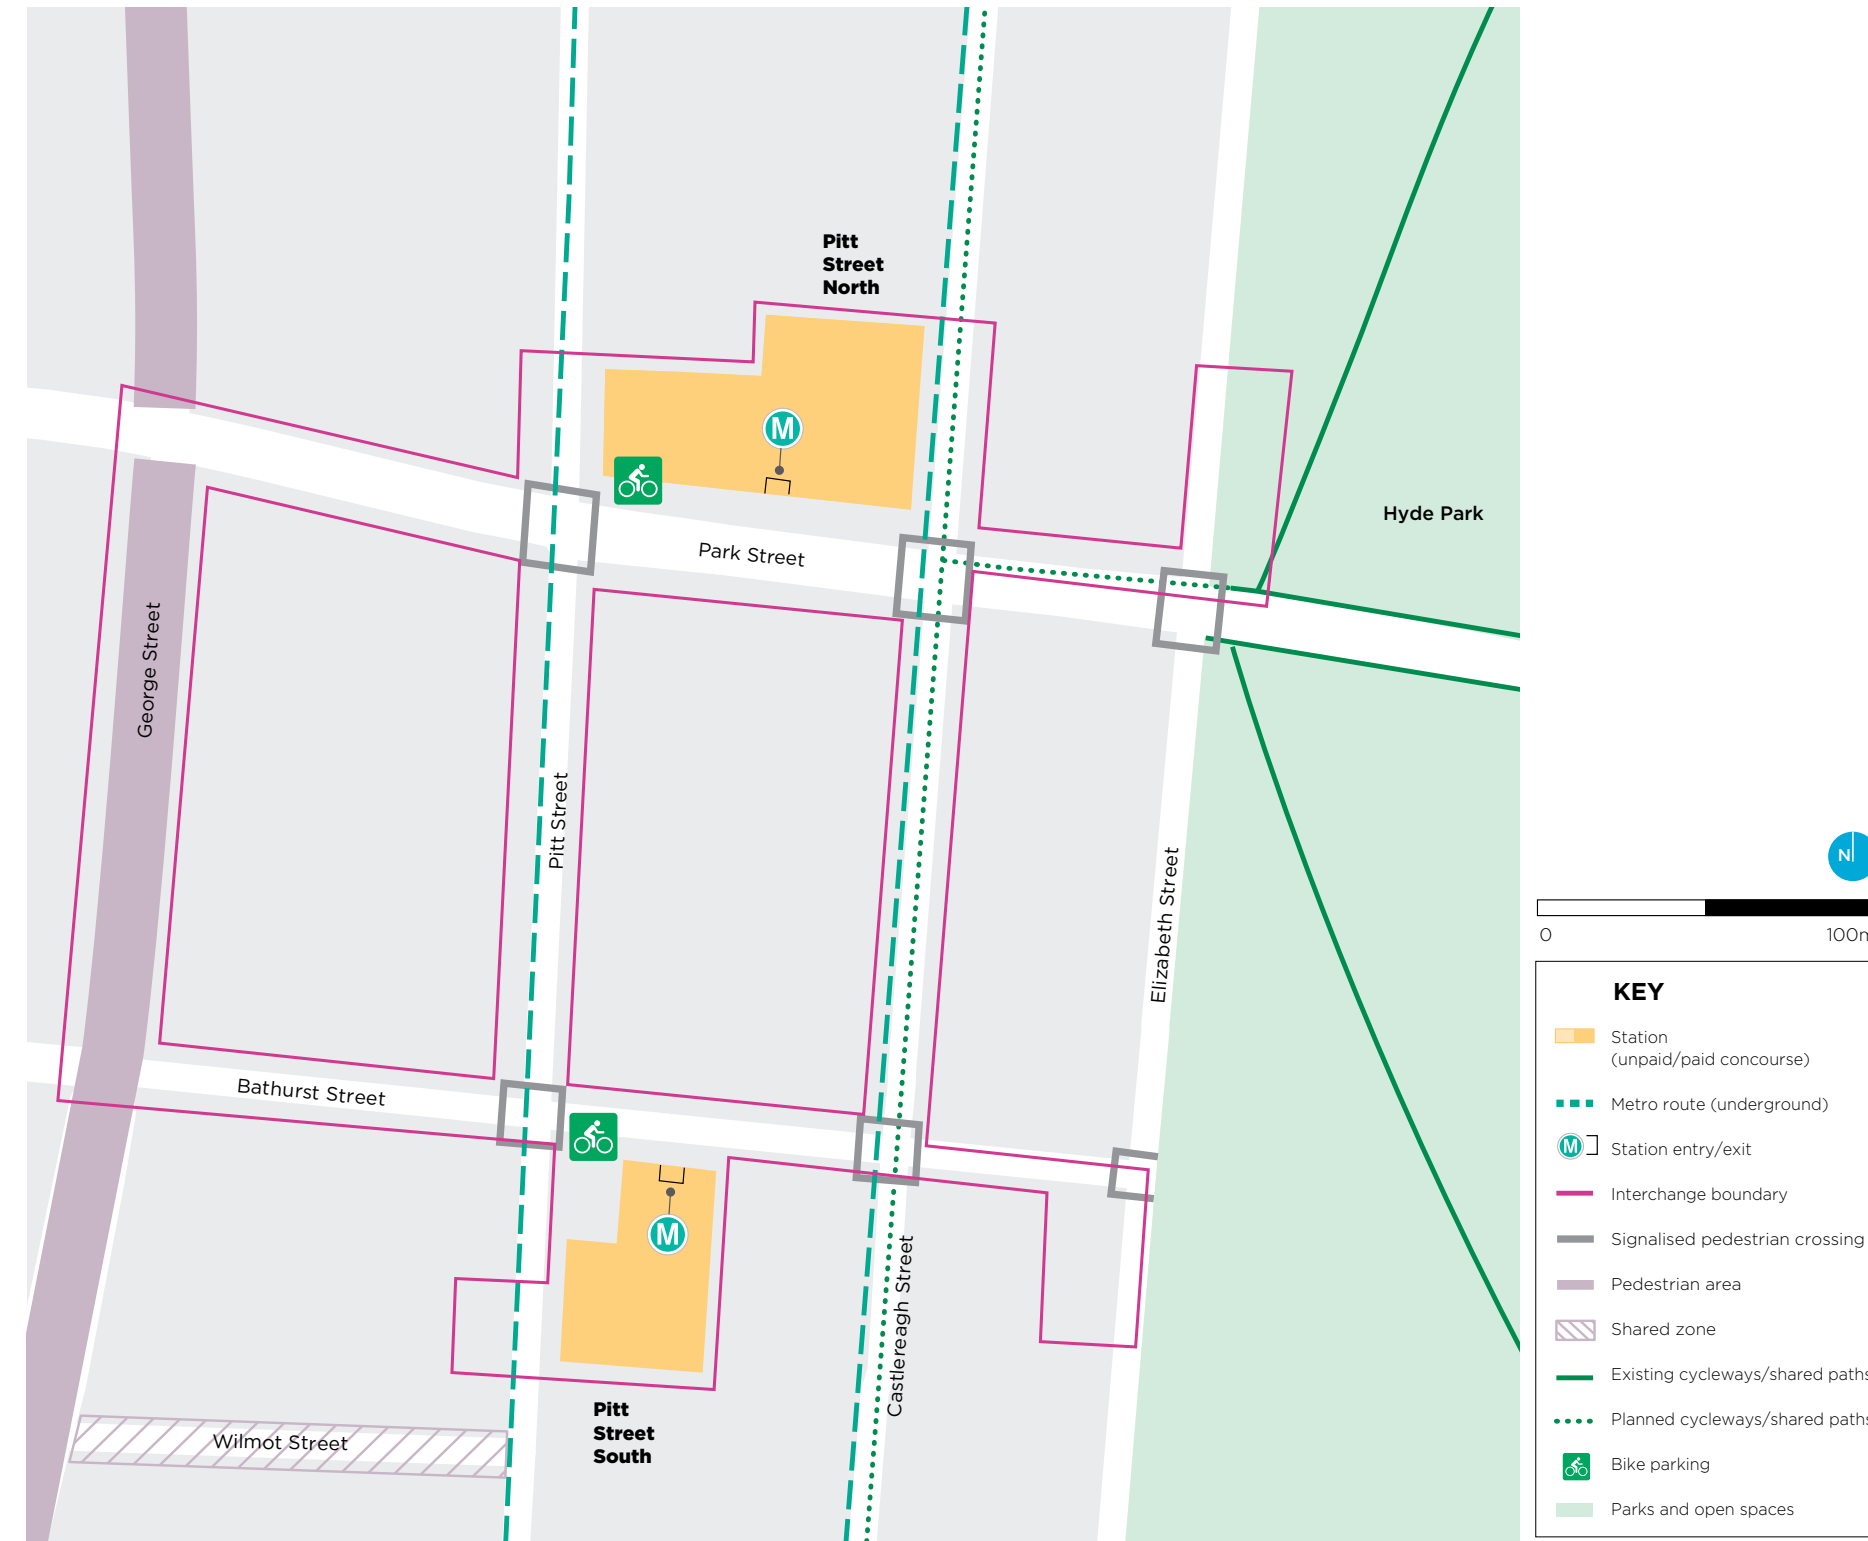 Pitt
Street
North
M
Hyde Park
Park Street
George Street
Pitt Street
Elizabeth Street
Bathurst Street
M
Castlereagh Street
Pitt
Street
South
Wilmot Street
N
0
100m
KEY
Station
(unpaid/paid concourse)
Metro route (underground)
M
Station entry/exit
Interchange boundary
Signalised pedestrian crossing
Pedestrian area
Shared zone
Existing cycleways/shared paths
Planned cycleways/shared paths
Bike parking
Parks and open spaces